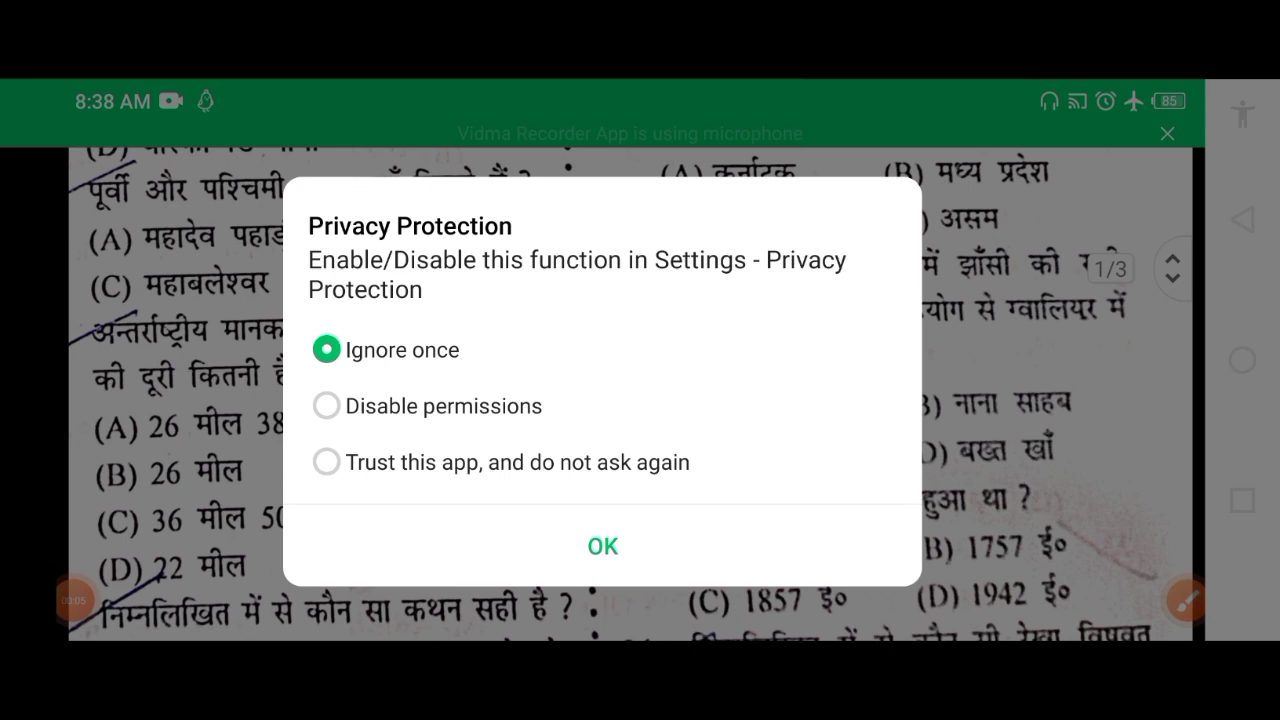 8:38 AM
85
Vidma Recorder App is using microphone
पूर्वी और पश्चिमी
(A) महादेव
(C) महाबलेश्वर
अन्तर्राष्ट्रीय मानक
की दूरी कितनी
(A) 26 मील 38
(B) 26 मील
(C) 36 मील
(D) 22 मील
निम्नलिखित में से कौन सा कथन सही है ? :
Privacy Protection
Enable/Disable this function in Settings - Privacy
Protection
Ignore once
Disable permissions
Trust this app, and do not ask again
OK
(A) कर्नाटक (B) मध्य प्रदेश
) असम
में झाँसी की
1/3
से ग्वालियर में
) नाना साहब
) बख्त खाँ
हुआ था ?
B) 1757 ई०
(C) 1857 ई० (D) 1942 ई०
00:05